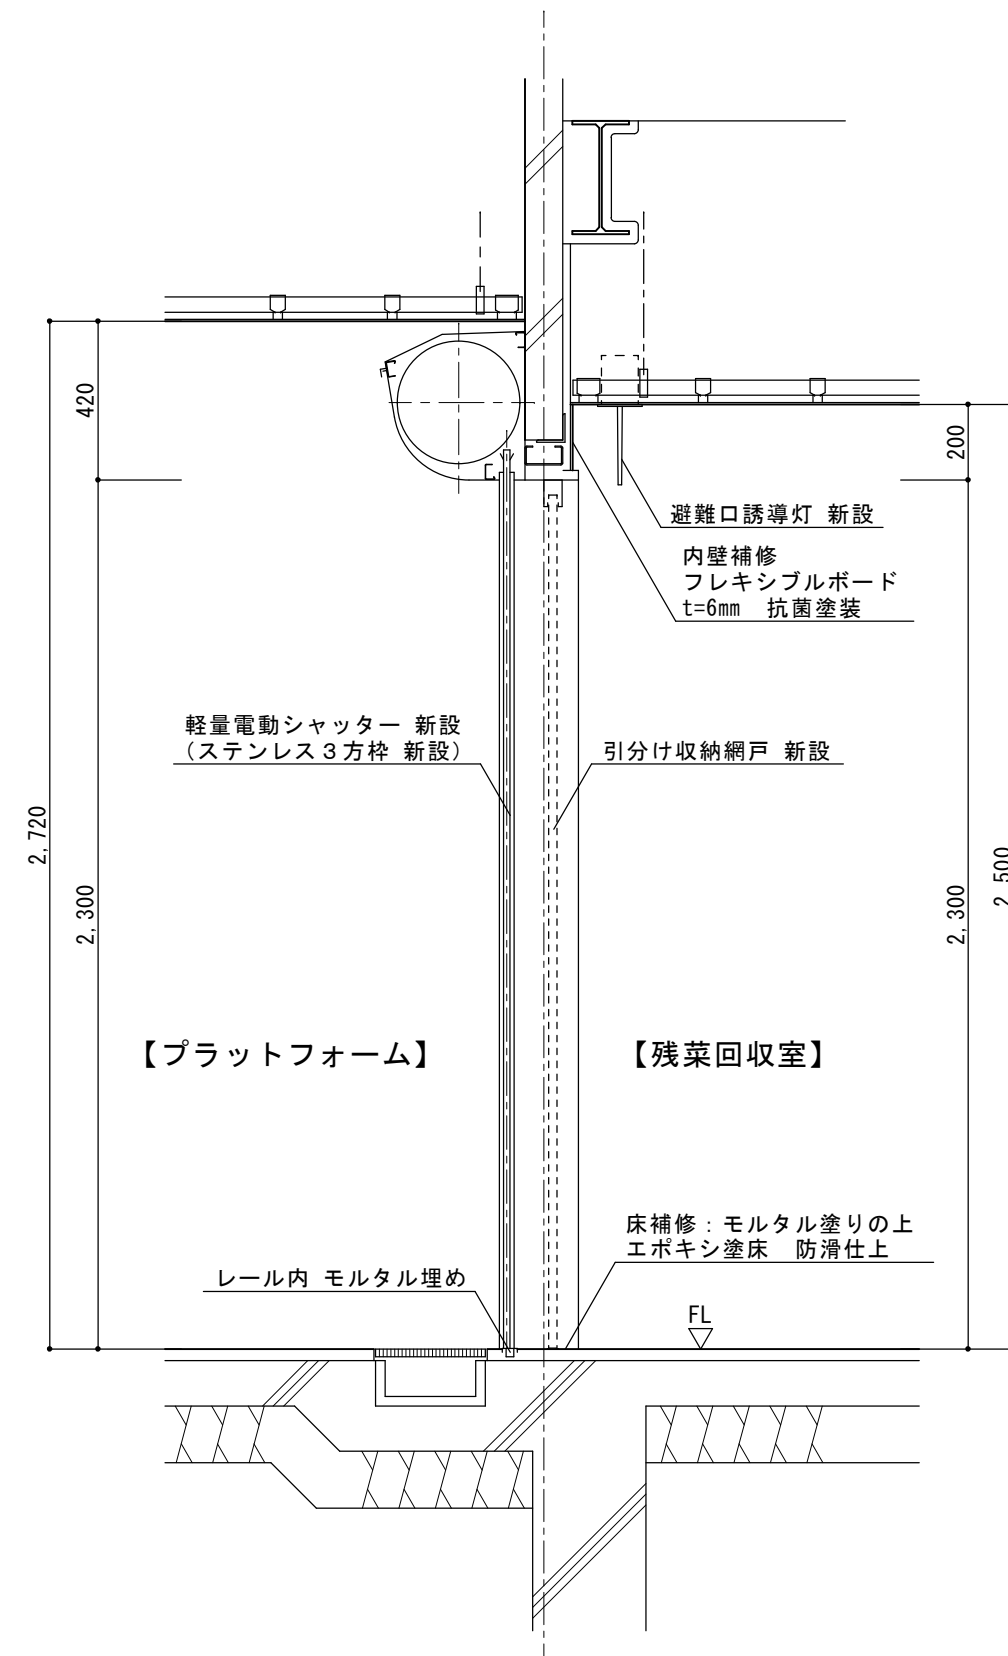 420
200
避難口誘導灯 新設
内壁補修
フレキシブルボード
t=6mm 抗菌塗装
軽量電動シャッター 新設
（ステンレス３方枠 新設）
引分け収納網戸 新設
2,720
2,300
2,300
2,500
【プラットフォーム】
【残菜回収室】
床補修：モルタル塗りの上
エポキシ塗床 防滑仕上
レール内 モルタル埋め
FL